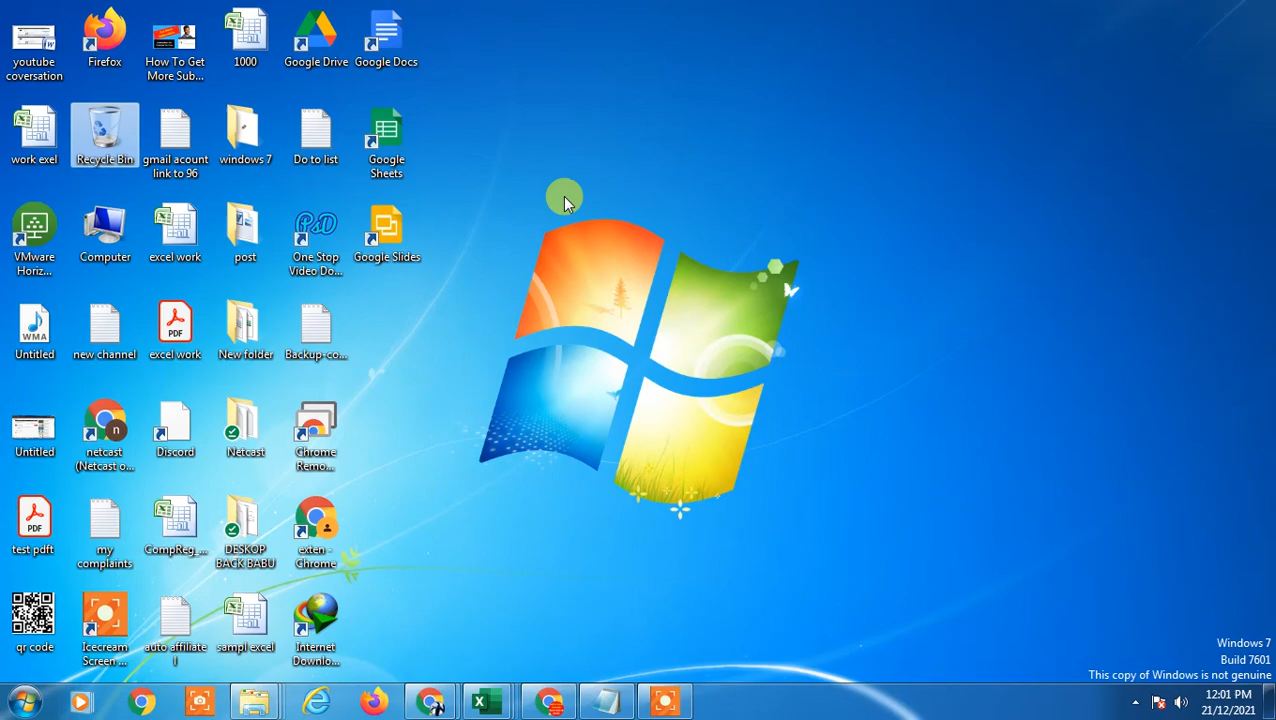 youtube
coversation
Firefox
How To Get
More Sub...
1000
Google Drive
Google Docs
work exel
Recycle Bin
gmail acount
link to 96
windows 7
Do to list
Google
Sheets
VMware
Horiz...
Computer
excel work
post
PSD
One Stop
Video Do...
Google Slides
WMA
Untitled
new channel
PDF
excel work
New folder
Backup-co...
Untitled
n
netcast
(Netcast o...
Discord
Netcast
Chrome
Remo...
PDF
test pdft
my
complaints
CompReg_...
DESKOP
BACK BABU
exten -
Chrome
qr code
Icecream
Screen ...
auto affiliate
l
sampl excel
Internet
Downlo...
Windows 7
Build 7601
This copy of Windows is not genuine
12:01 PM
21/12/2021